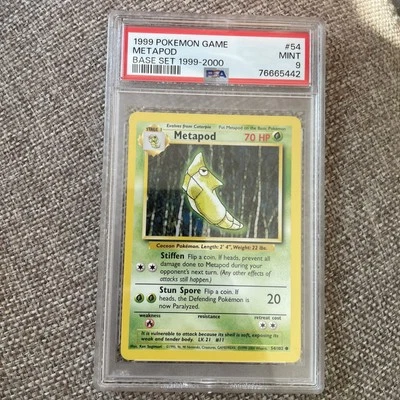 1999 POKEMON GAME #54
METAPOD MINT
BASE SET 1999-2000 9
PSA 76665442
Evolves from Caterpie Put Metapod on the Basic Pokémon
Metapod 70 HP
Cocoon Pokémon. Length: 2' 4", Weight: 22 lbs.
Stiffen Flip a coin. If heads, prevent all
damage done to Metapod during your
opponent's next turn. (Any other effects of
attacks still happen.)
Stun Spore Flip a coin. If
heads, the Defending Pokémon is
now Paralyzed.
20
weakness resistance retreat cost
It is vulnerable to attack because its shell is soft, exposing its
weak and tender body. LV. 21 #11